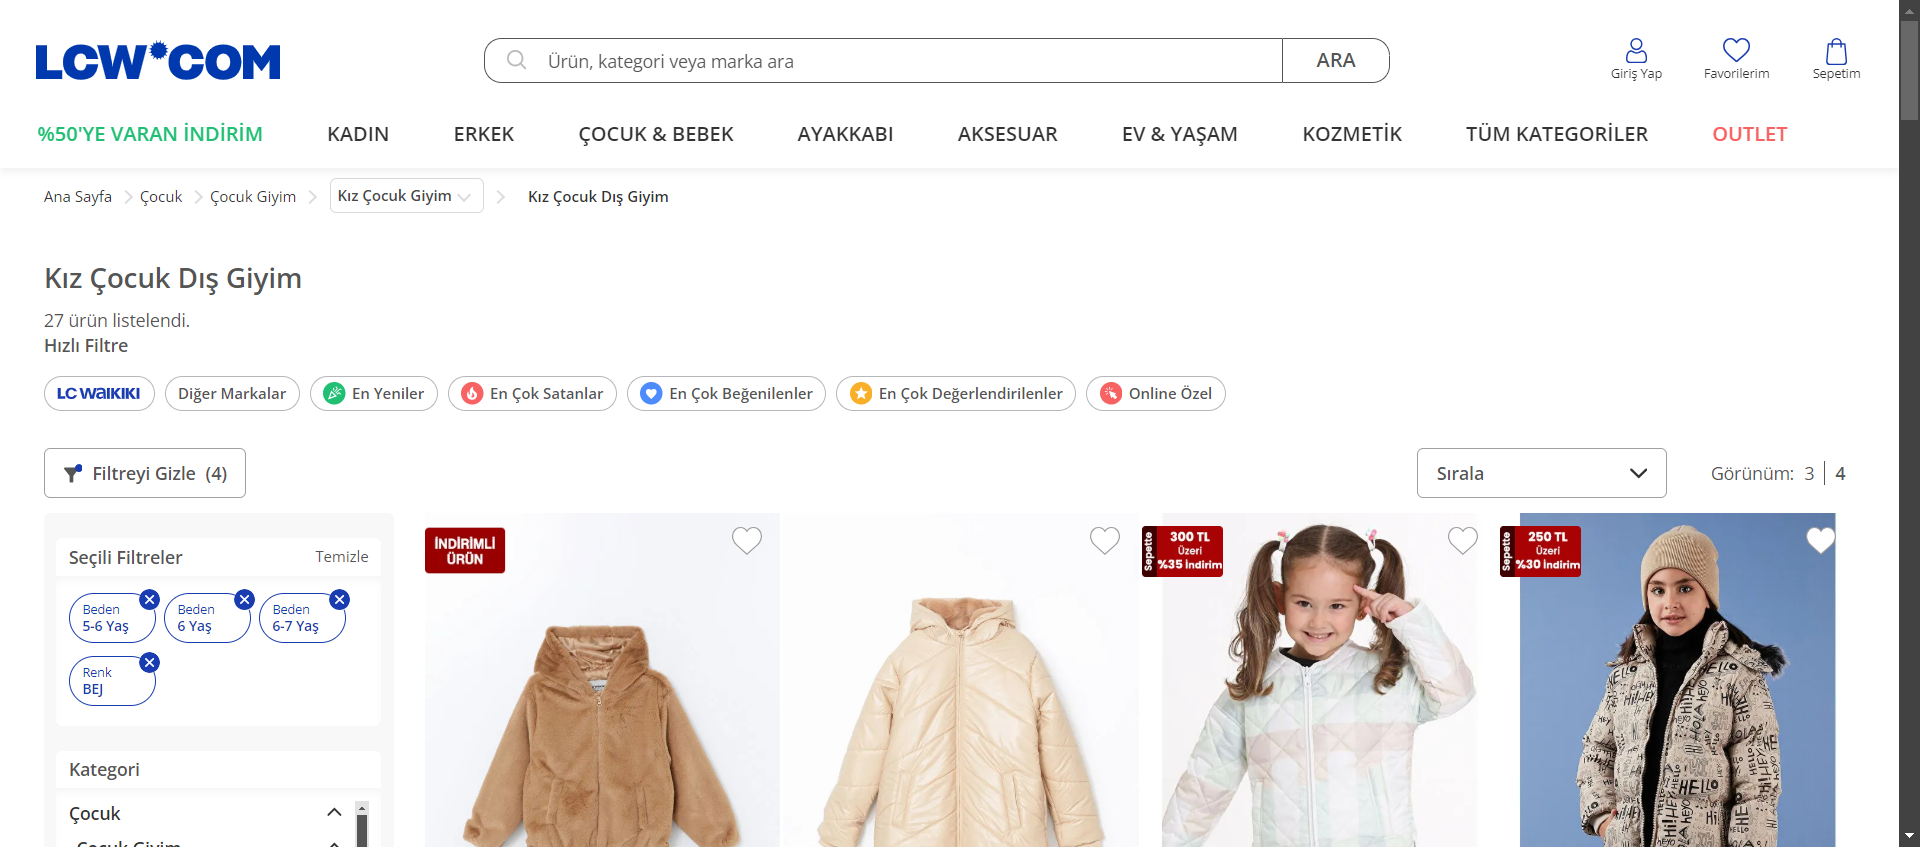 LCW COM
Ürün, kategori veya marka ara
ARA
Giriş Yap
Favorilerim
Sepetim
%50'YE VARAN İNDİRİM
KADIN
ERKEK
ÇOCUK & BEBEK
AYAKKABI
AKSESUAR
EV & YAŞAM
KOZMETİK
TÜM KATEGORİLER
OUTLET
Ana Sayfa
Çocuk
Çocuk Giyim
Kız Çocuk Giyim
Kız Çocuk Dış Giyim
Kız Çocuk Dış Giyim
27 ürün listelendi.
Hızlı Filtre
LC WAIKIKI
Diğer Markalar
En Yeniler
En Çok Satanlar
En Çok Beğenilenler
En Çok Değerlendirilenler
Online Özel
Filtreyi Gizle (4)
Sırala
Görünüm: 3 4
Seçili Filtreler
Temizle
Beden
5-6 Yaş
Beden
6 Yaş
Beden
6-7 Yaş
Renk
BEJ
Kategori
Çocuk
Çocuk Giyim
İNDİRİMLİ
ÜRÜN
Sepette
300 TL
Üzeri
%35 İndirim
Sepette
250 TL
Üzeri
%30 İndirim